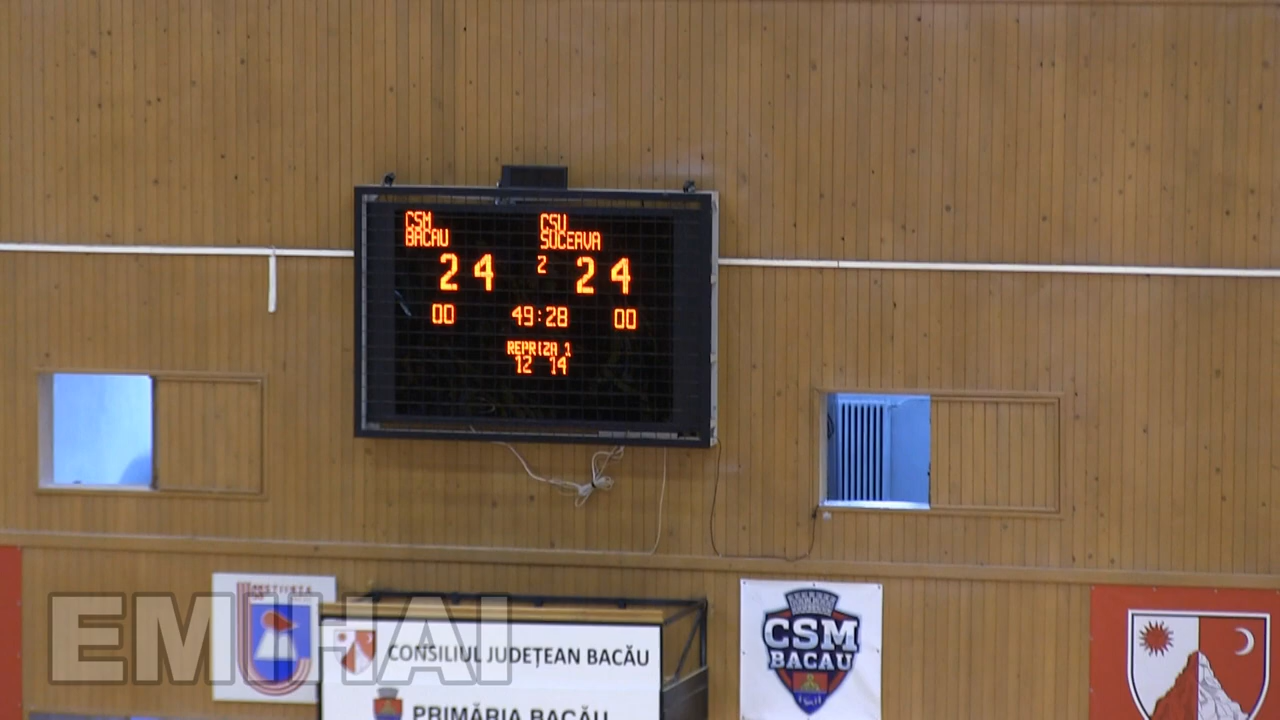 CSM CSU
BACAU SUCEAVA
24 2 24
00 49:28 00
REPRIZA 1
12 14
ȘTIINȚA
EMIHAI
CONSILIUL JUDEȚEAN BACĂU
PRIMĂRIA BACĂU
CSM
BACAU